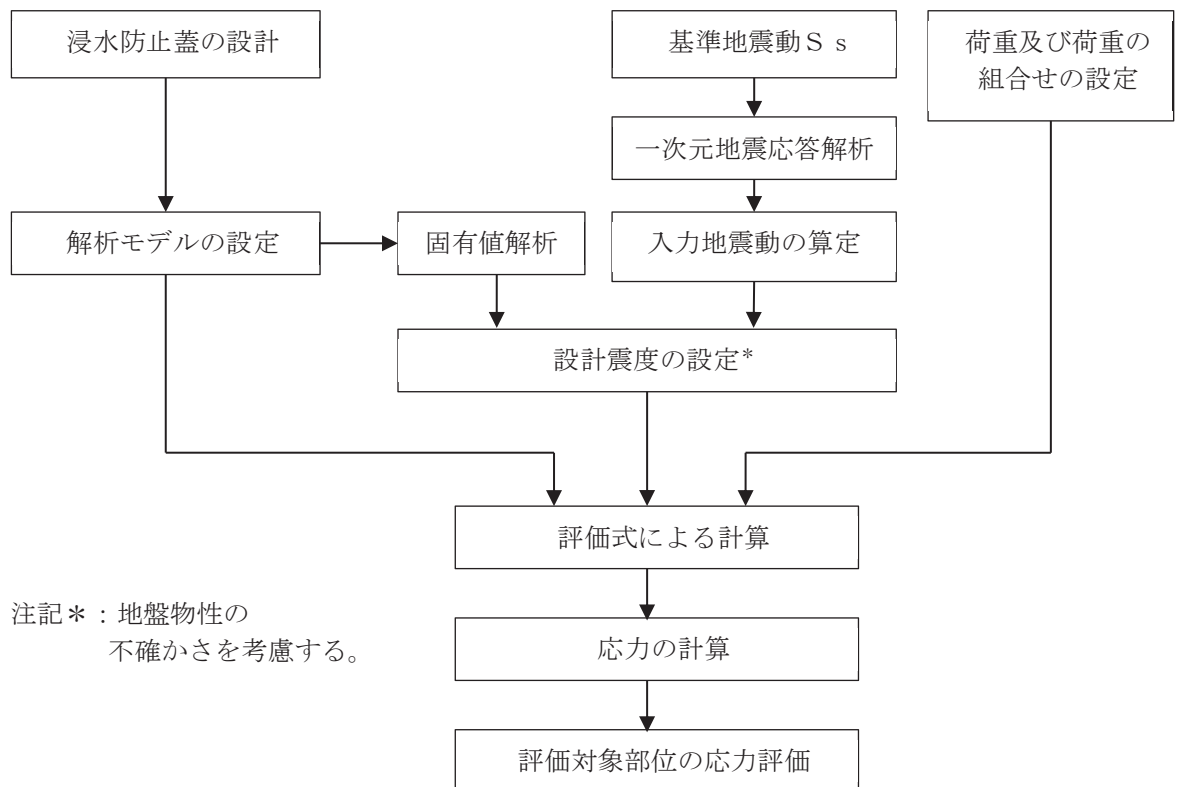 浸水防止蓋の設計
基準地震動Ｓｓ
荷重及び荷重の
組合せの設定
一次元地震応答解析
解析モデルの設定
固有値解析
入力地震動の算定
設計震度の設定*
評価式による計算
注記＊：地盤物性の
不確かさを考慮する。
応力の計算
評価対象部位の応力評価